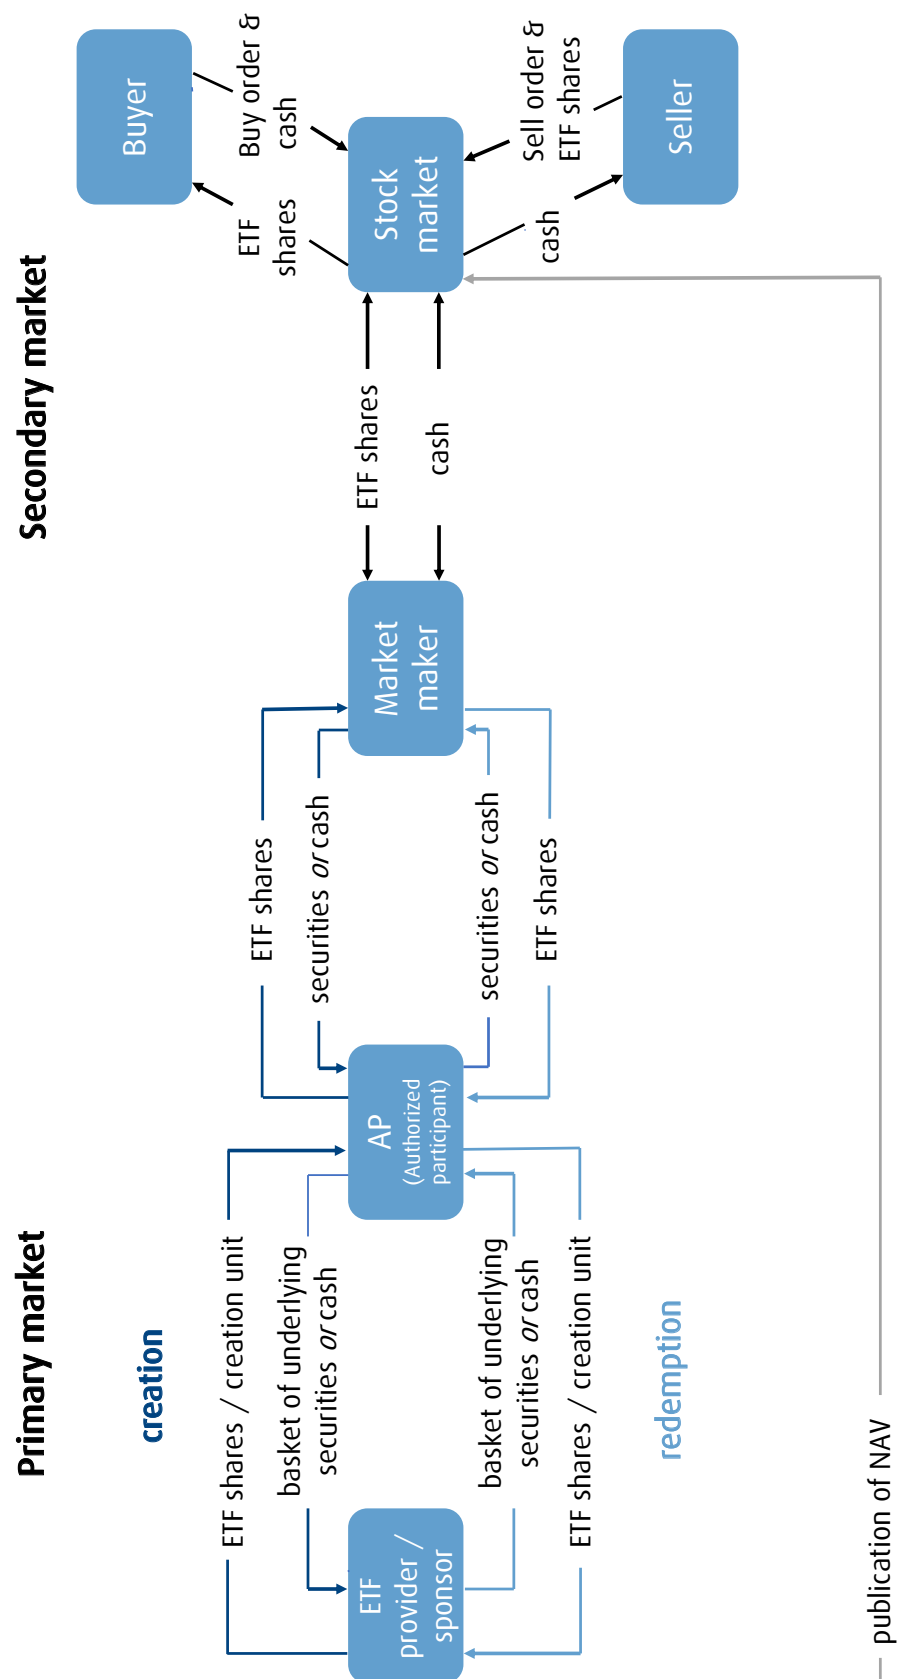 Primary market
Secondary market
creation
ETF shares / creation unit
basket of underlying
securities or cash
ETF
provider /
sponsor
basket of underlying
securities or cash
ETF shares / creation unit
redemption
AP
(Authorized
participant)
ETF shares
securities or cash
securities or cash
ETF shares
Market
maker
ETF shares
cash
Stock
market
Buyer
ETF
shares
Buy order &
cash
cash
Sell order &
ETF shares
Seller
publication of NAV